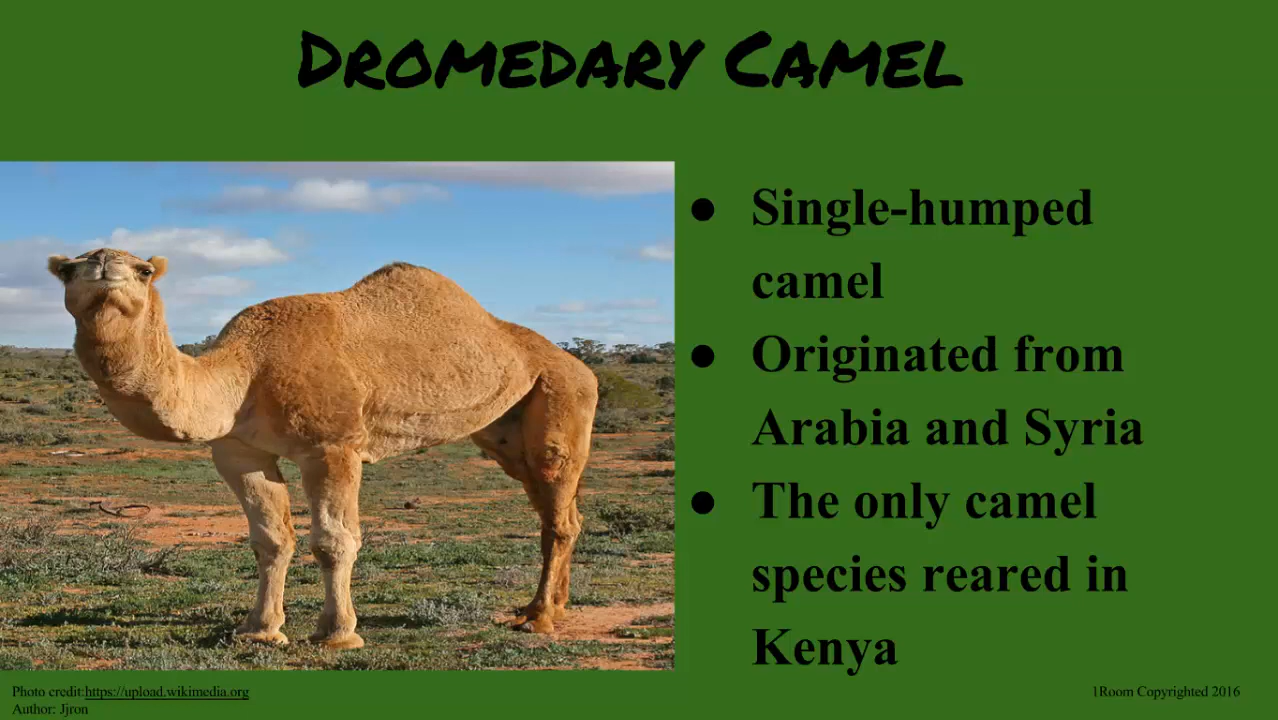 Dromedary Camel
● Single-humped
camel
● Originated from
Arabia and Syria
● The only camel
species reared in
Kenya
Photo credit:https://upload.wikimedia.org
Author: Jjron
1Room Copyrighted 2016